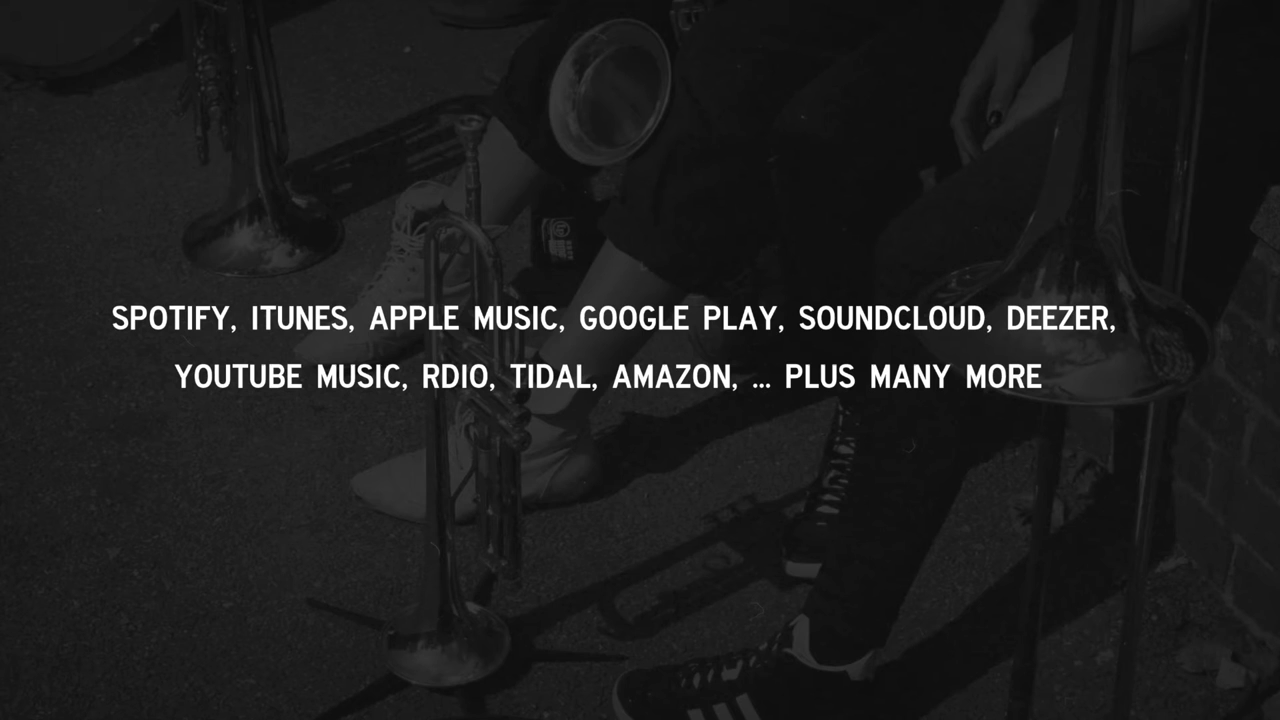 SPOTIFY, ITUNES, APPLE MUSIC, GOOGLE PLAY, SOUNDCLOUD, DEEZER,
YOUTUBE MUSIC, RDIO, TIDAL, AMAZON, ... PLUS MANY MORE